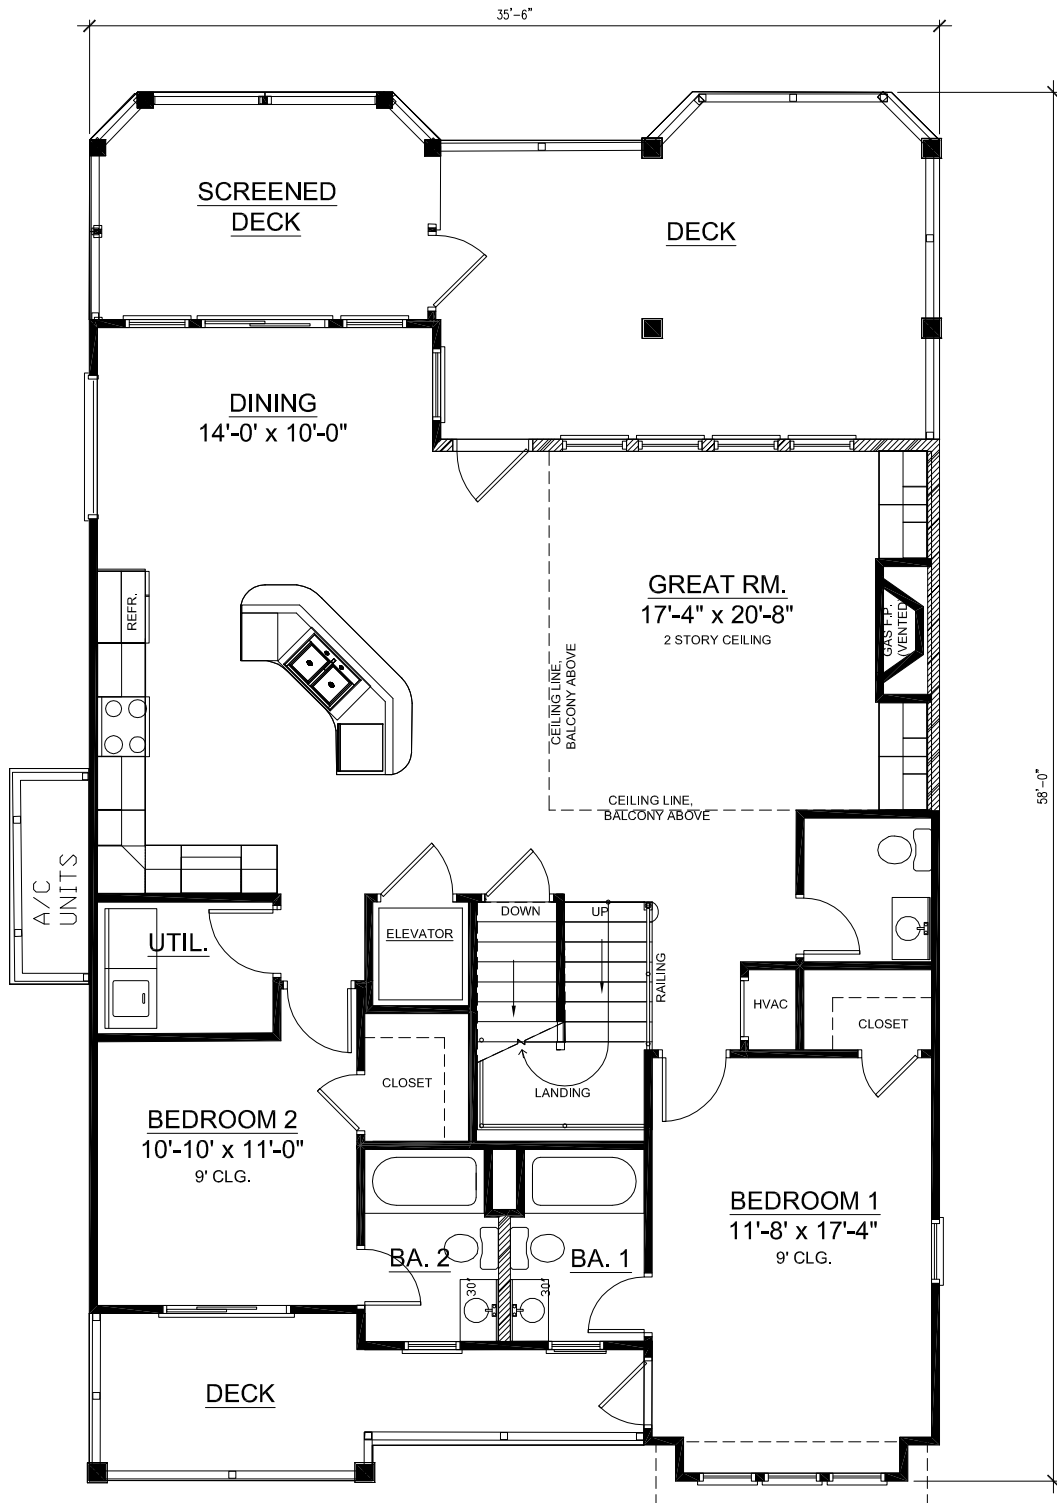 35'-6"
SCREENED
DECK
DECK
DINING
14'-0' x 10'-0"
GREAT RM.
17'-4" x 20'-8"
2 STORY CEILING
REFR.
GAS F.P.
(VENTED)
CEILING LINE,
BALCONY ABOVE
CEILING LINE,
BALCONY ABOVE
58'-0"
A/C
UNITS
UTIL.
ELEVATOR
DOWN
UP
RAILING
HVAC
CLOSET
CLOSET
LANDING
BEDROOM 2
10'-10' x 11'-0"
9' CLG.
BEDROOM 1
11'-8' x 17'-4"
9' CLG.
BA. 2
BA. 1
30"
30"
DECK